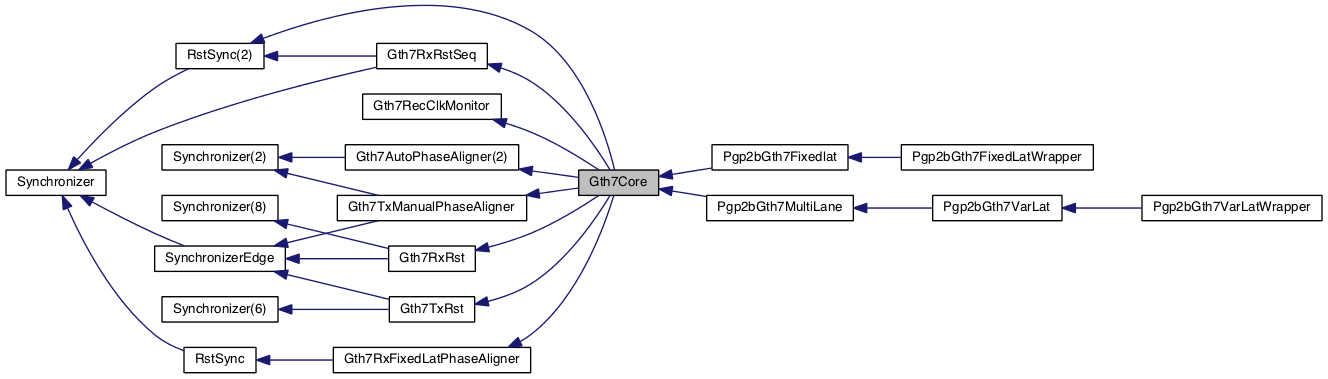 RstSync(2)
Gth7RxRstSeq
Gth7RecClkMonitor
Synchronizer(2)
Gth7AutoPhaseAligner(2)
Pgp2bGth7Fixedlat
Pgp2bGth7FixedLatWrapper
Synchronizer
Gth7Core
Synchronizer(8)
Gth7TxManualPhaseAligner
Pgp2bGth7MultiLane
Pgp2bGth7VarLat
Pgp2bGth7VarLatWrapper
SynchronizerEdge
Gth7RxRst
Synchronizer(6)
Gth7TxRst
RstSync
Gth7RxFixedLatPhaseAligner